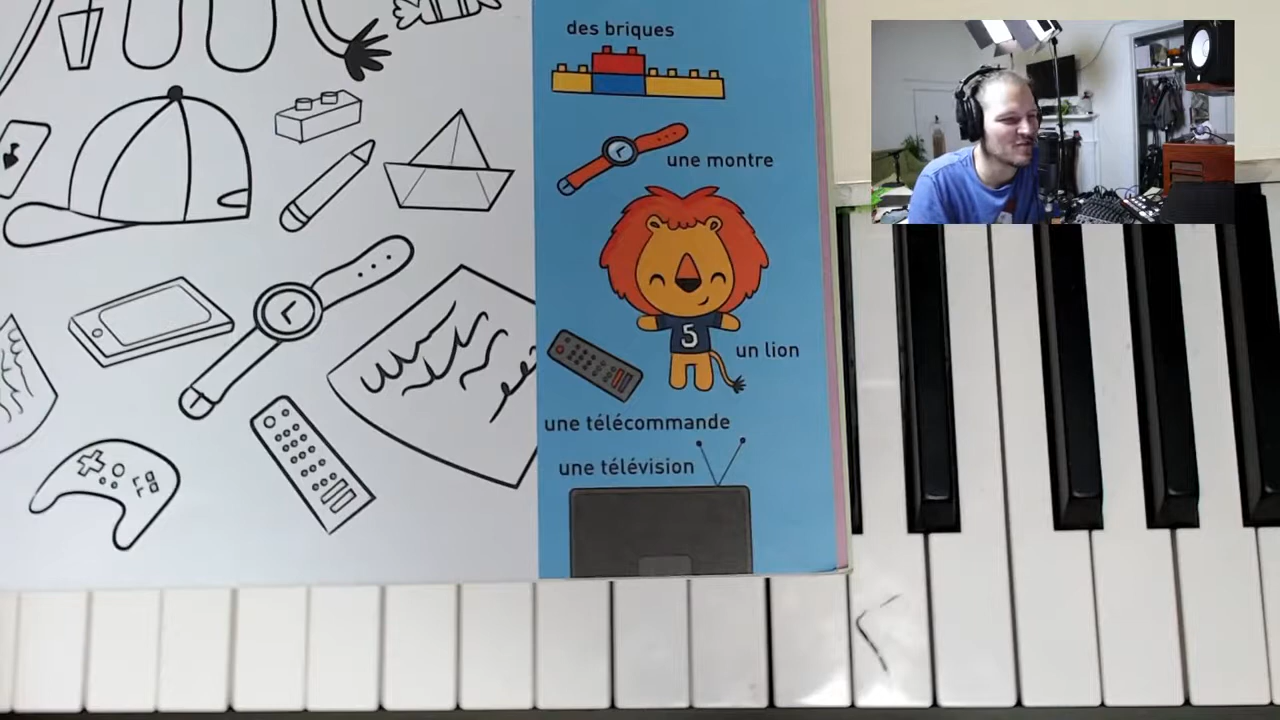 des briques
une montre
5
un lion
une télécommande
une télévision